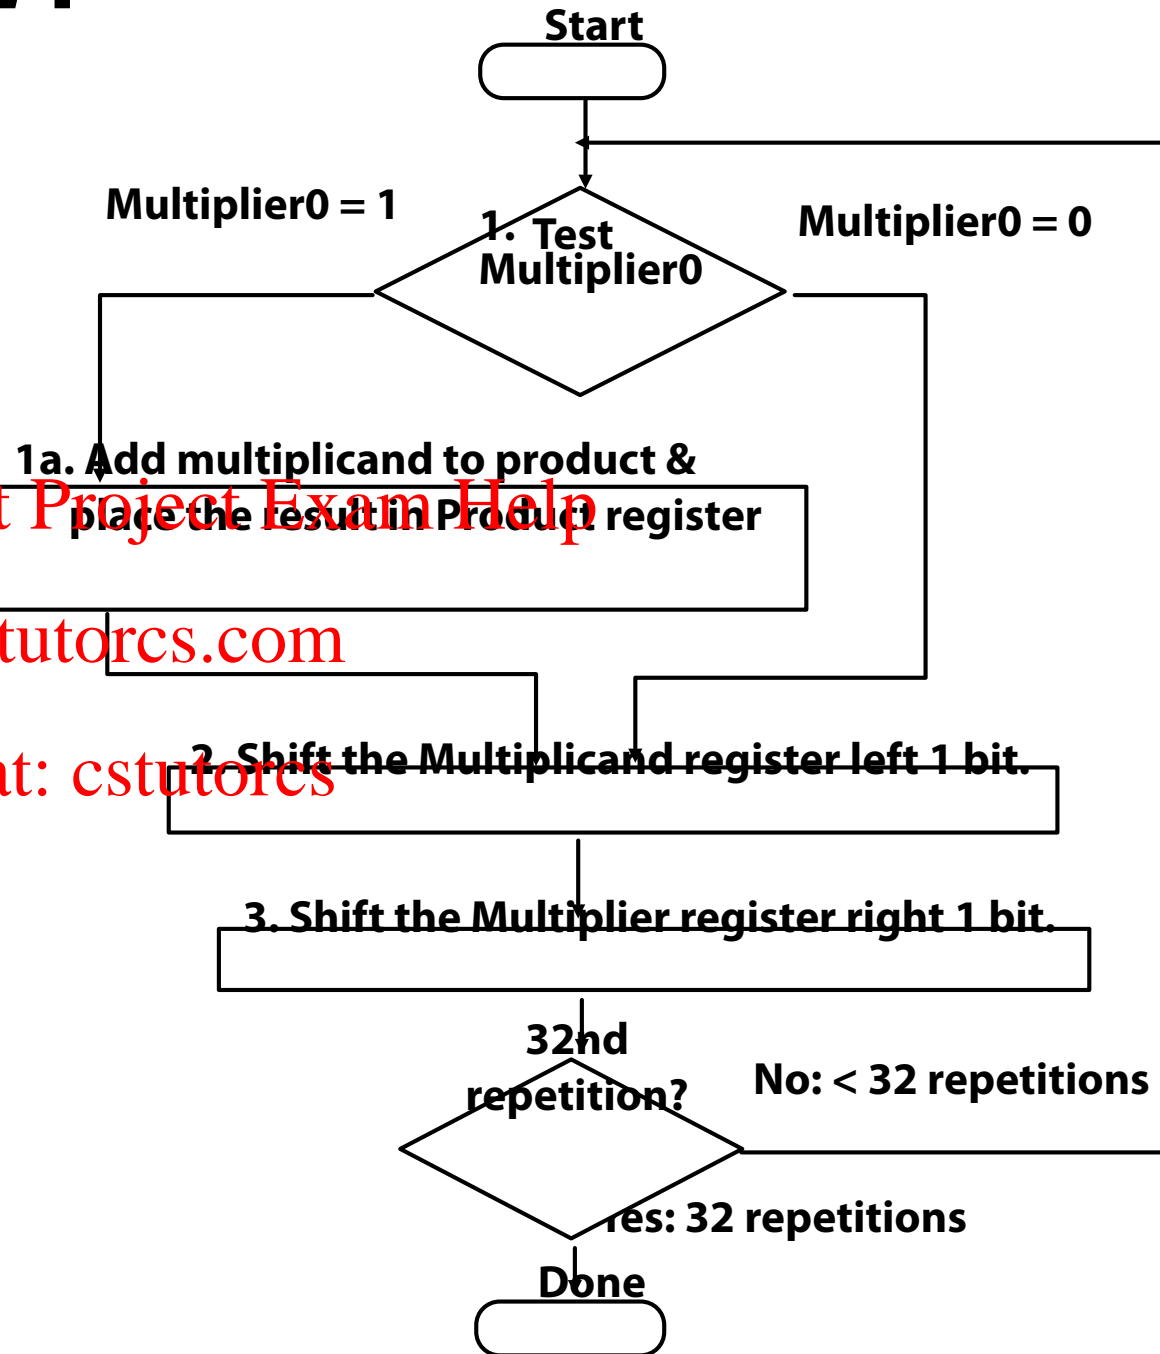 Start
Multiplier0 = 1
1. Test
Multiplier0
Multiplier0 = 0
1a. Add multiplicand to product &
place the result in Product register
t Project Exam Help
tutorcs.com
2. Shift the Multiplicand register left 1 bit.
at: cstutorcs
3. Shift the Multiplier register right 1 bit.
32nd
repetition?
No: < 32 repetitions
Yes: 32 repetitions
Done